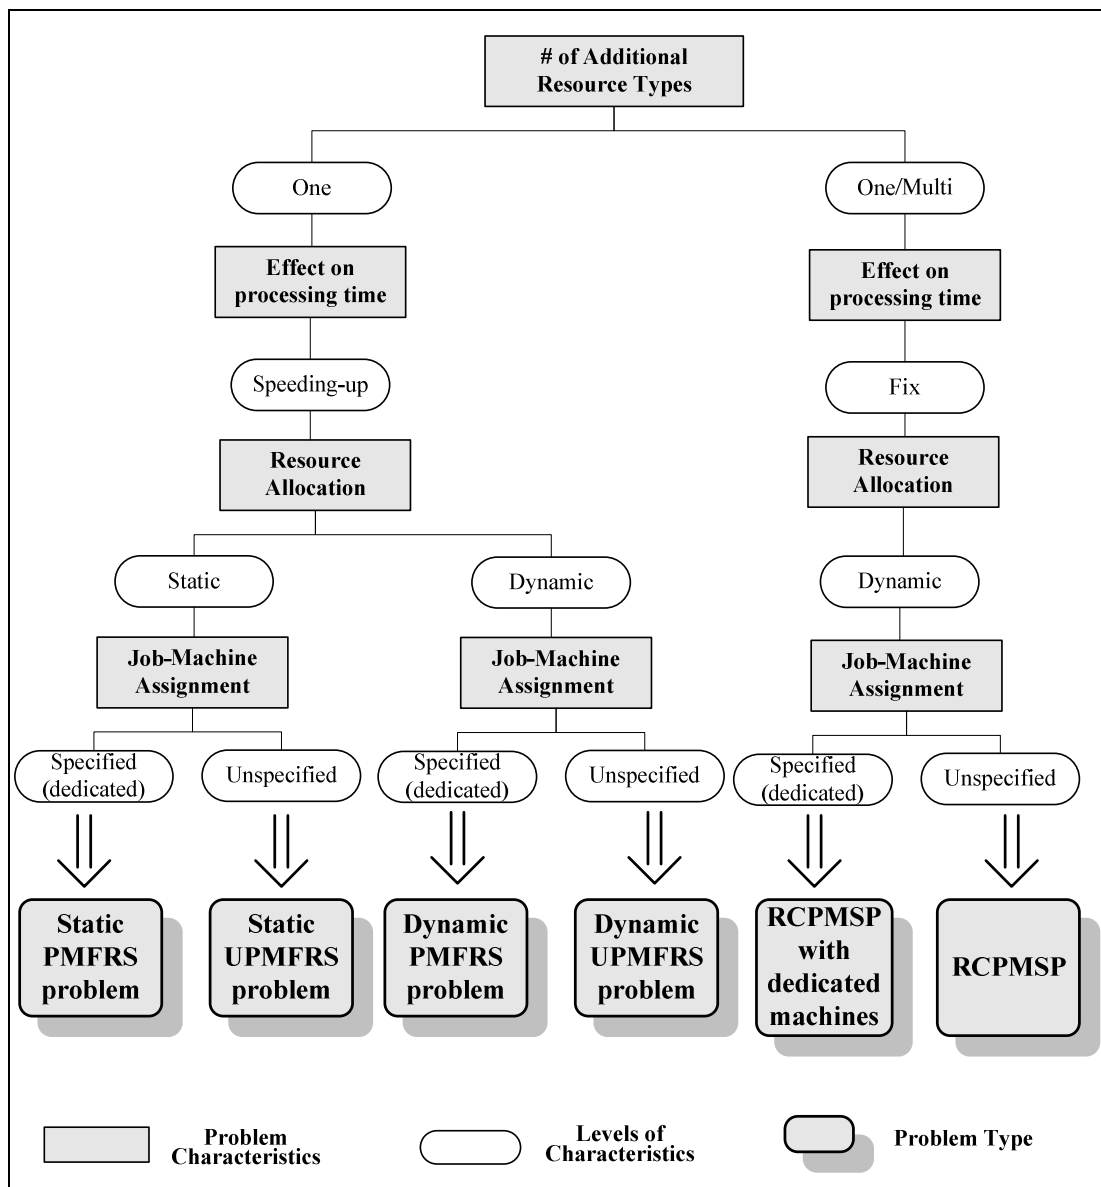 # of Additional
Resource Types
One
One/Multi
Effect on
processing time
Effect on
processing time
Speeding-up
Fix
Resource
Allocation
Resource
Allocation
Static
Dynamic
Dynamic
Job-Machine
Assignment
Job-Machine
Assignment
Job-Machine
Assignment
Specified
(dedicated)
Unspecified
Specified
(dedicated)
Unspecified
Specified
(dedicated)
Unspecified
Static
PMFRS
problem
Static
UPMFRS
problem
Dynamic
PMFRS
problem
Dynamic
UPMFRS
problem
RCPMSP
with
dedicated
machines
RCPMSP
Problem
Characteristics
Levels of
Characteristics
Problem Type